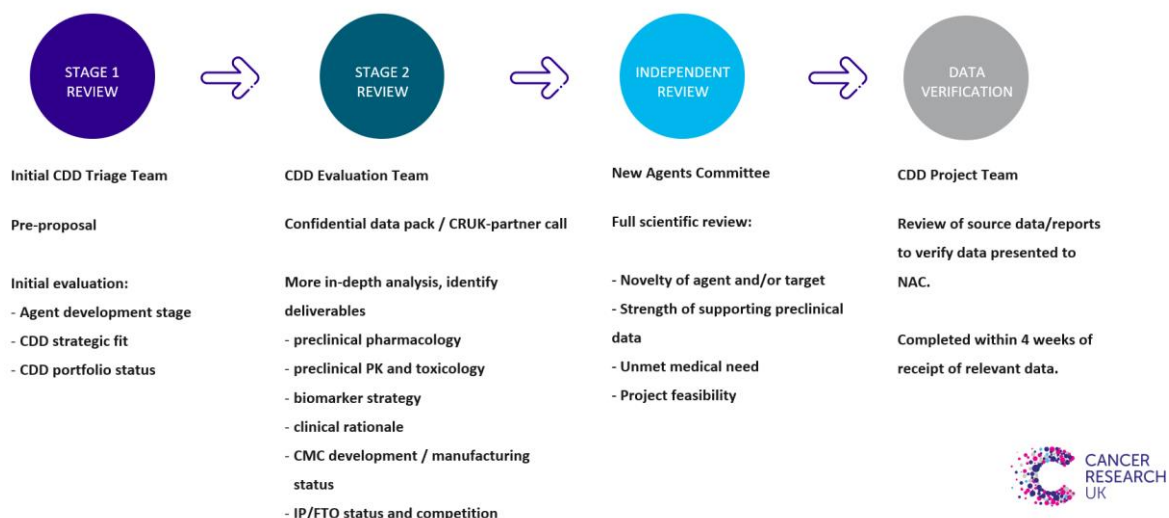 STAGE 1
REVIEW
STAGE 2
REVIEW
INDEPENDENT
REVIEW
DATA
VERIFICATION
Initial CDD Triage Team
Pre-proposal
Initial evaluation:
- Agent development stage
- CDD strategic fit
- CDD portfolio status
CDD Evaluation Team
Confidential data pack / CRUK-partner call
More in-depth analysis, identify
deliverables
- preclinical pharmacology
- preclinical PK and toxicology
- biomarker strategy
- clinical rationale
- CMC development / manufacturing
status
- IP/FTO status and competition
New Agents Committee
Full scientific review:
- Novelty of agent and/or target
- Strength of supporting preclinical
data
- Unmet medical need
- Project feasibility
CDD Project Team
Review of source data/reports
to verify data presented to
NAC.
Completed within 4 weeks of
receipt of relevant data.
CANCER
RESEARCH
UK